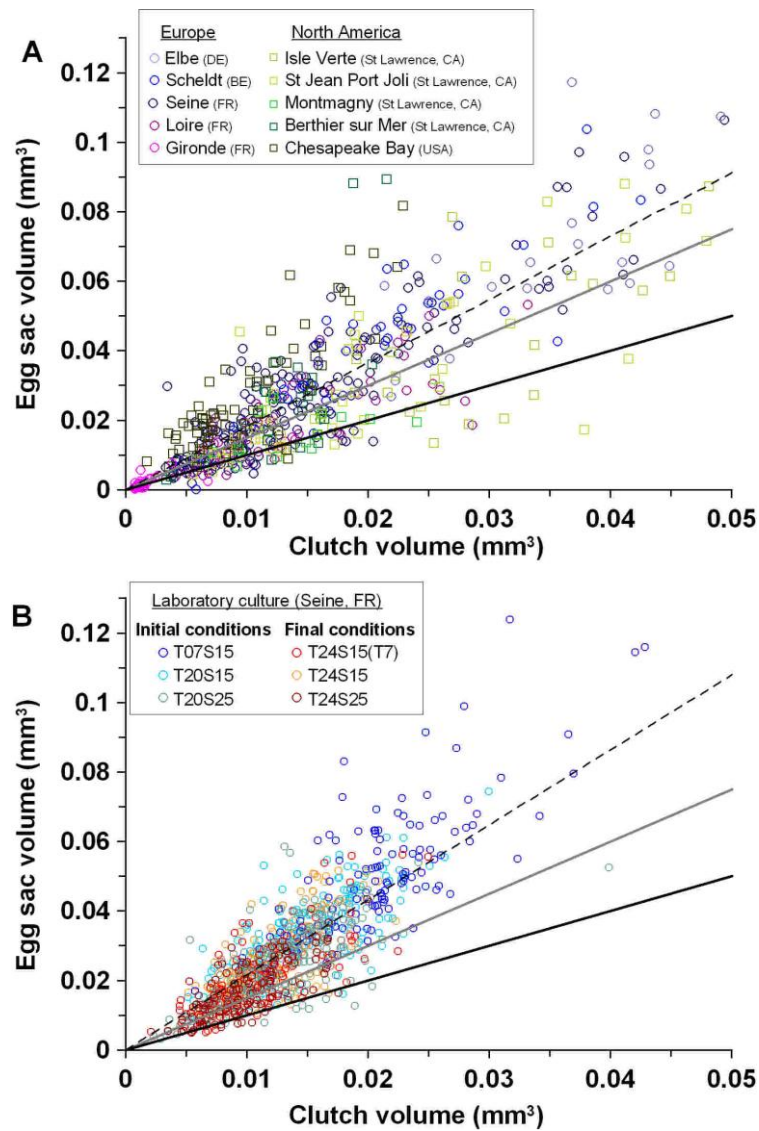 A
Europe North America
Elbe (DE) Isle Verte (St Lawrence, CA)
Scheldt (BE) St Jean Port Joli (St Lawrence, CA)
Seine (FR) Montmagny (St Lawrence, CA)
Loire (FR) Berthier sur Mer (St Lawrence, CA)
Gironde (FR) Chesapeake Bay (USA)
Egg sac volume (mm³)
0.12
0.1
0.08
0.06
0.04
0.02
0
0 0.01 0.02 0.03 0.04 0.05
Clutch volume (mm³)
B
Laboratory culture (Seine, FR)
Initial conditions Final conditions
T07S15 T24S15(T7)
T20S15 T24S15
T20S25 T24S25
Egg sac volume (mm³)
0.12
0.1
0.08
0.06
0.04
0.02
0
0 0.01 0.02 0.03 0.04 0.05
Clutch volume (mm³)